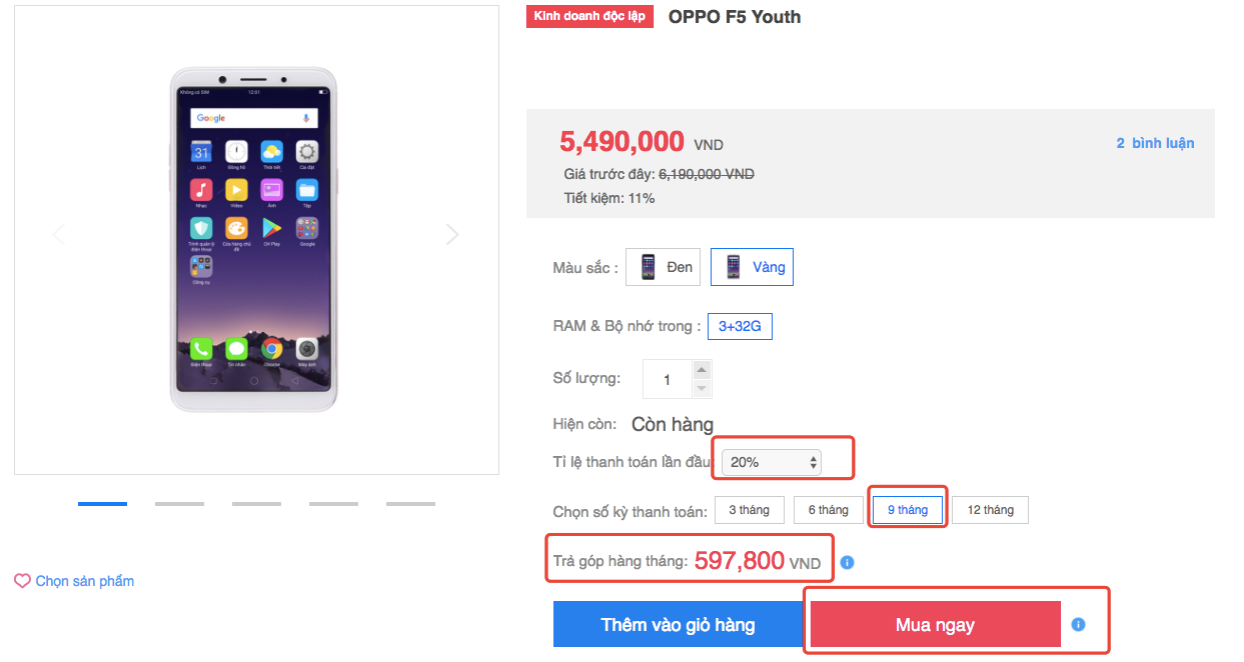 Kinh doanh độc lập OPPO F5 Youth
5,490,000 VND
2 bình luận
Giá trước đây: 6,190,000 VND
Tiết kiệm: 11%
Màu sắc : Đen Vàng
RAM & Bộ nhớ trong : 3+32G
Số lượng: 1
Hiện còn: Còn hàng
Tỉ lệ thanh toán lần đầu: 20%
Chọn số kỳ thanh toán: 3 tháng 6 tháng 9 tháng 12 tháng
Trả góp hàng tháng: 597,800 VND
Thêm vào giỏ hàng Mua ngay
Chọn sản phẩm
Không có SIM 12:01
Google
31
Lịch Đồng hồ Thời tiết Cài đặt
Nhạc Video Ảnh Tệp
Trình quản lý điện thoại Cửa hàng chủ đề CH Play Google
Công cụ
Điện thoại Tin nhắn Chrome Máy ảnh